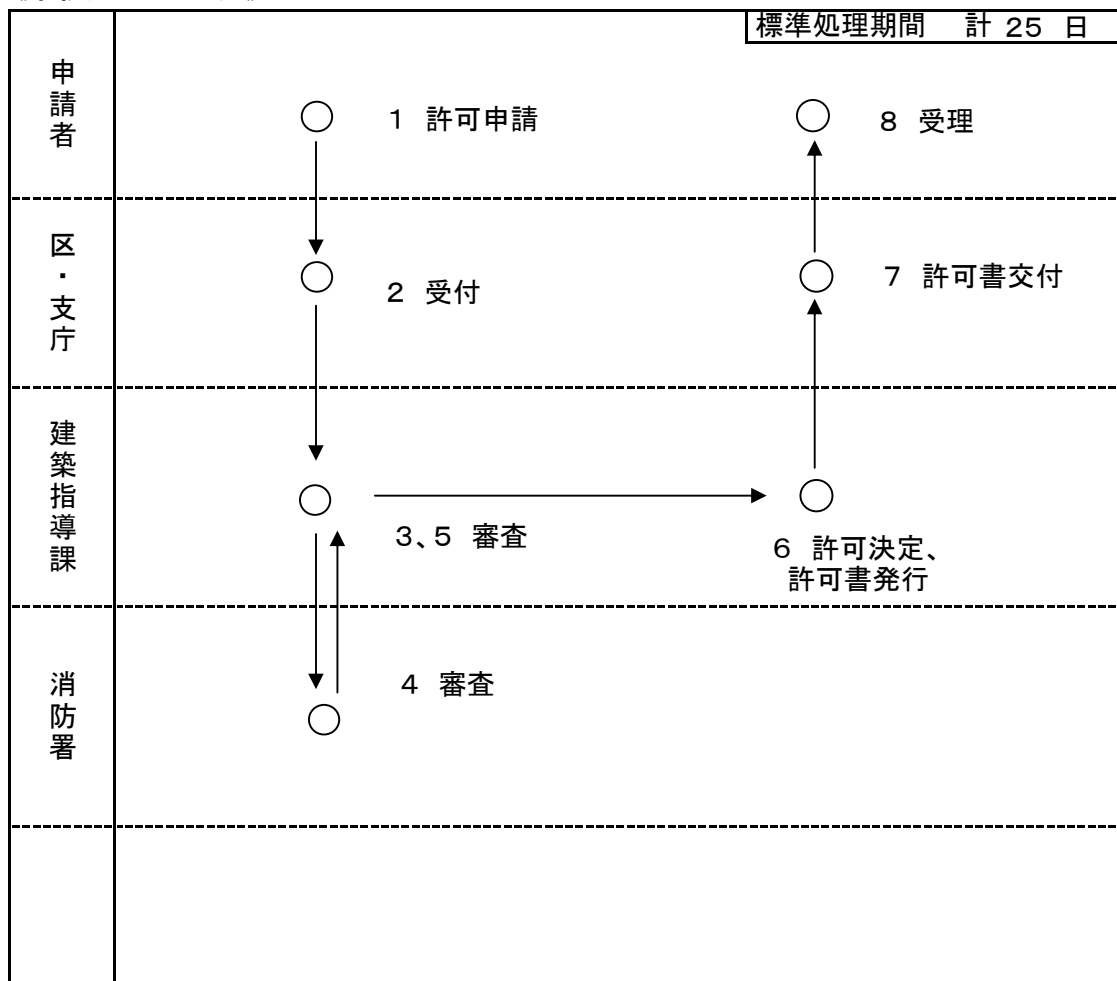 標準処理期間 計 25 日
申請者
1 許可申請
8 受理
区・支庁
2 受付
7 許可書交付
建築指導課
3、5 審査
6 許可決定、
許可書発行
消防署
4 審査